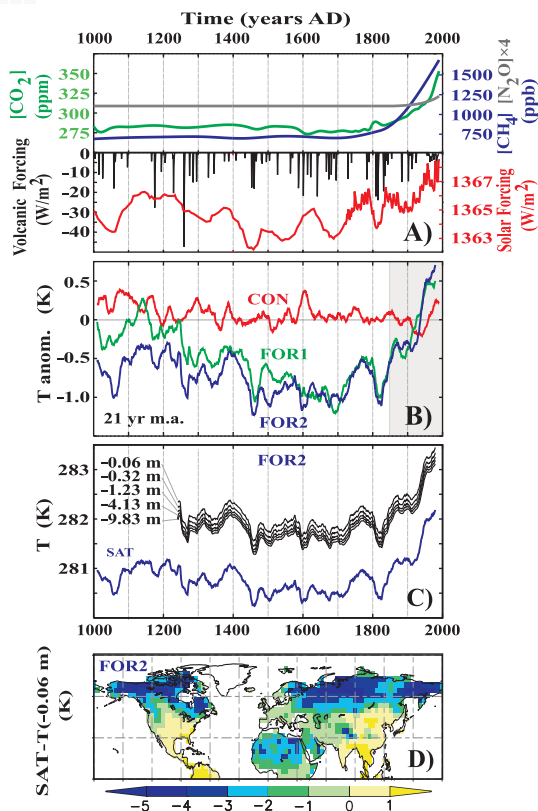 Time (years AD)
1000 1200 1400 1600 1800 2000
[CO2] ppm
(ppm)
350
325
300
275
1500
1250
1000
750
[CH4] [N2O]×4
(ppb)
Volcanic Forcing
(W/m2)
0
−10
−20
−30
−40
1367
1365
1363
Solar Forcing
(W/m2)
A)
T anom. (K)
0.5
0
−0.5
−1.0
CON
FOR1
FOR2
21 yr m.a.
B)
T (K)
283
282
281
FOR2
−0.06 m
−0.32 m
−1.23 m
−4.13 m
−9.83 m
SAT
C)
1000 1200 1400 1600 1800 2000
SAT-T(-0.06 m)
(K)
FOR2
D)
−5 −4 −3 −2 −1 0 1